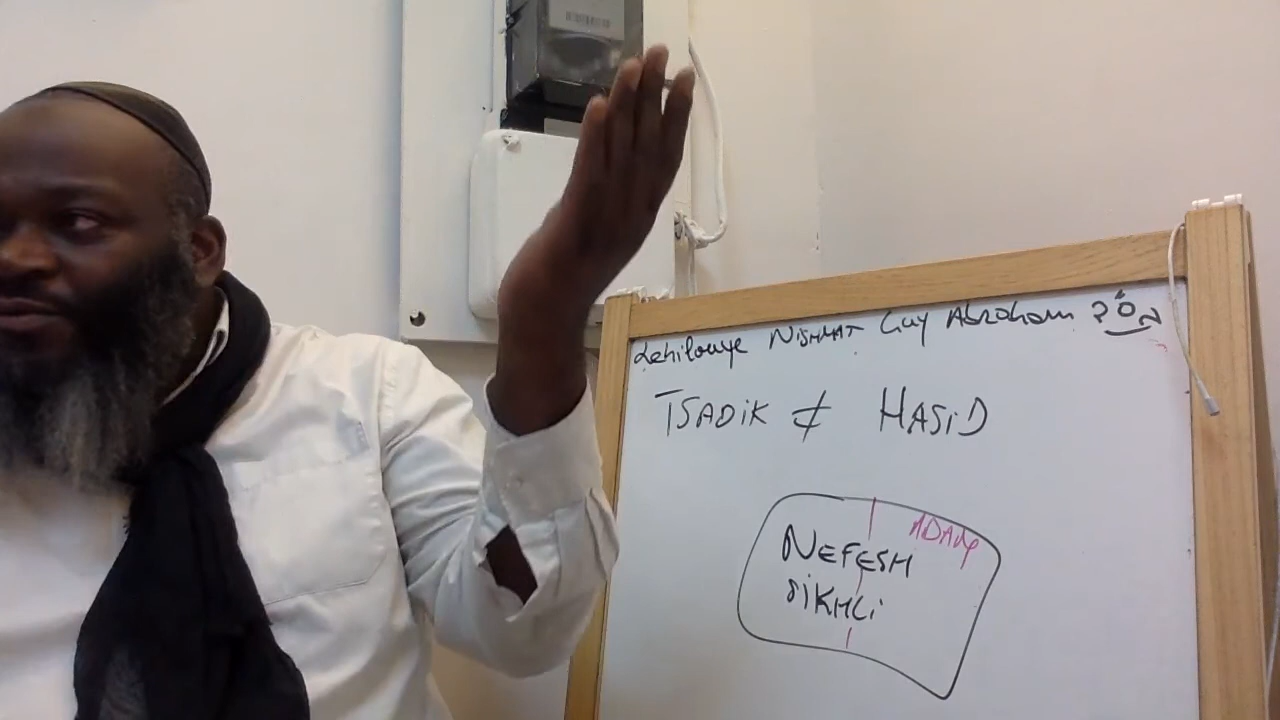 Lehilouye NISHMAT Guy Abraham
TSADIK ⊄ HASID
ADAM
NEFESH
SIKHLI